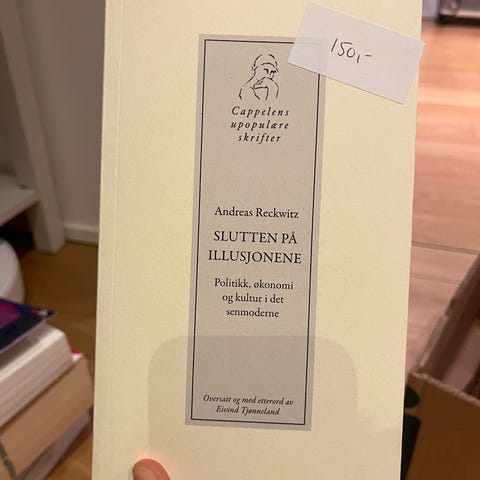 150,-
Cappelens
upopulære
skrifter
Andreas Reckwitz
SLUTTEN PÅ
ILLUSJONENE
Politikk, økonomi
og kultur i det
senmoderne
Oversatt og med etterord av
Eivind Tjønneland